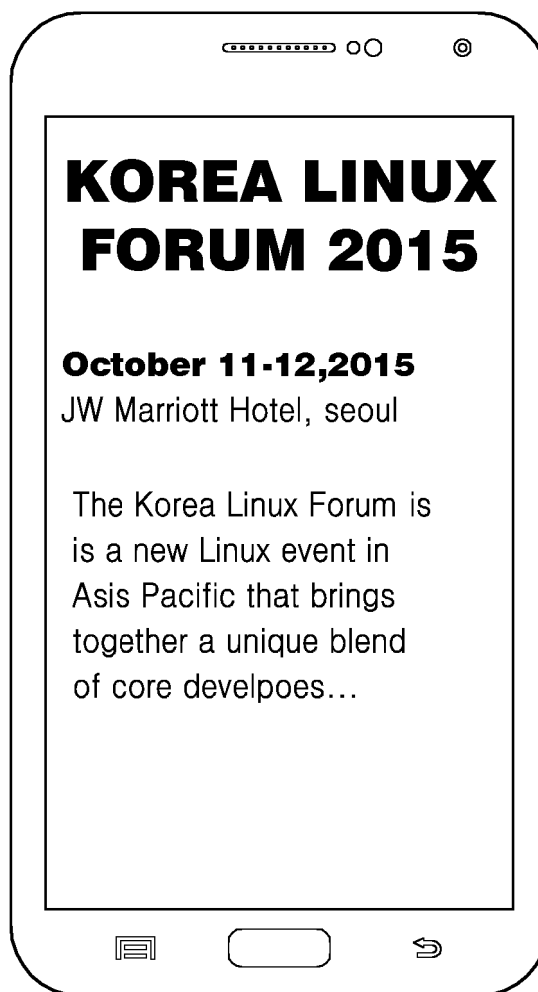 KOREA LINUX
FORUM 2015
October 11-12,2015
JW Marriott Hotel, seoul
The Korea Linux Forum is
is a new Linux event in
Asis Pacific that brings
together a unique blend
of core develpoes...